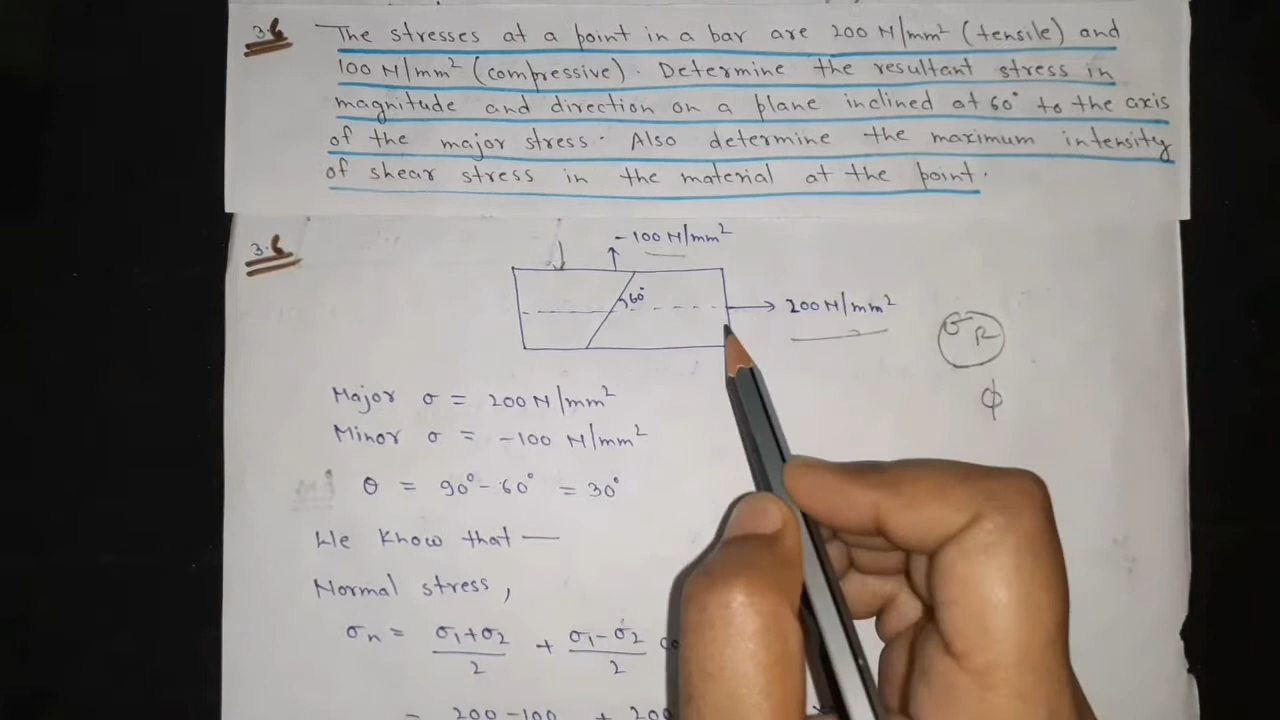 3.6 The stresses at a point in a bar are 200 N/mm² (tensile) and
100 N/mm² (compressive). Determine the resultant stress in
magnitude and direction on a plane inclined at 60° to the axis
of the major stress. Also determine the maximum intensity
of shear stress in the material at the point.
3.6
-100 N/mm²
60°
200 N/mm²
σR
ϕ
Major σ = 200 N/mm²
Minor σ = -100 N/mm²
θ = 90° - 60° = 30°
We know that —
Normal stress,
σn = σ1+σ2/2 + σ1-σ2/2
= 200-100 + 200